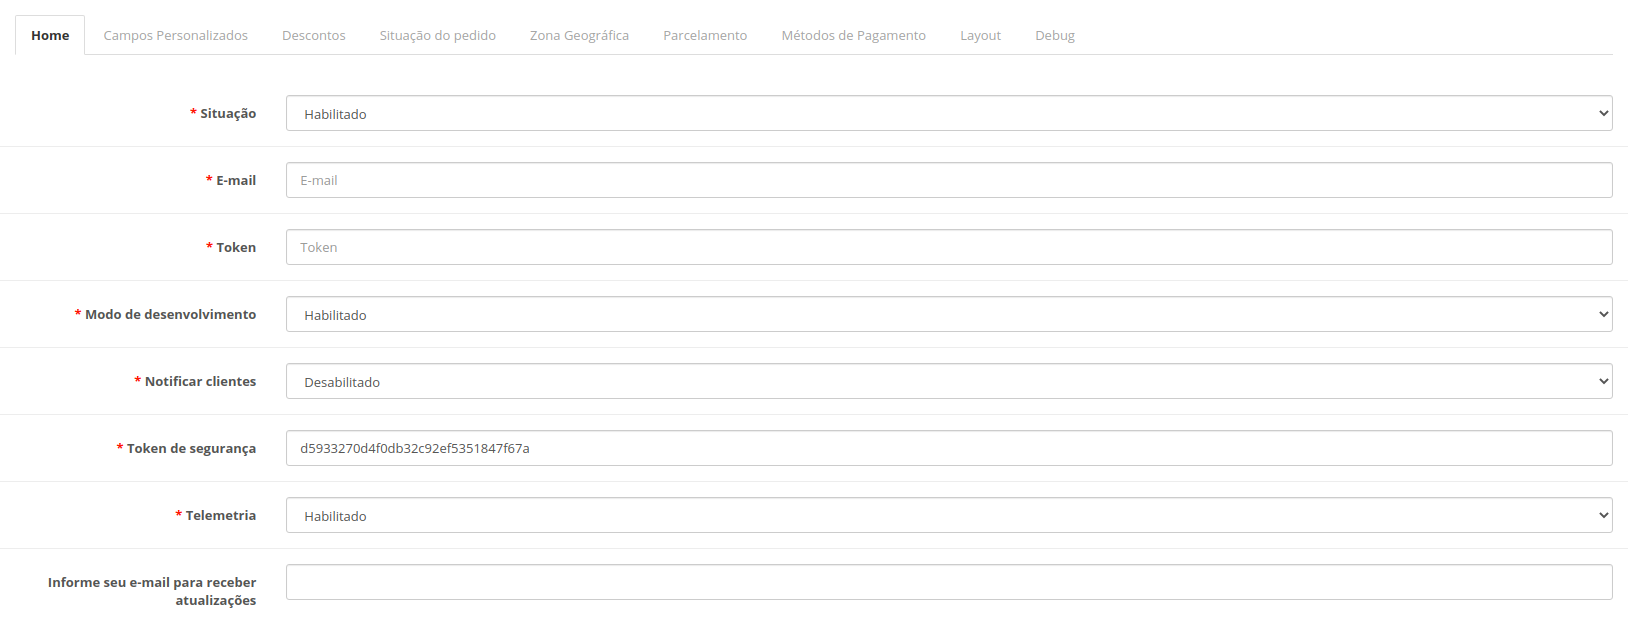 Home Campos Personalizados Descontos Situação do pedido Zona Geográfica Parcelamento Métodos de Pagamento Layout Debug
* Situação Habilitado
* E-mail E-mail
* Token Token
* Modo de desenvolvimento Habilitado
* Notificar clientes Desabilitado
* Token de segurança d5933270d4f0db32c92ef5351847f67a
* Telemetria Habilitado
Informe seu e-mail para receber
atualizações